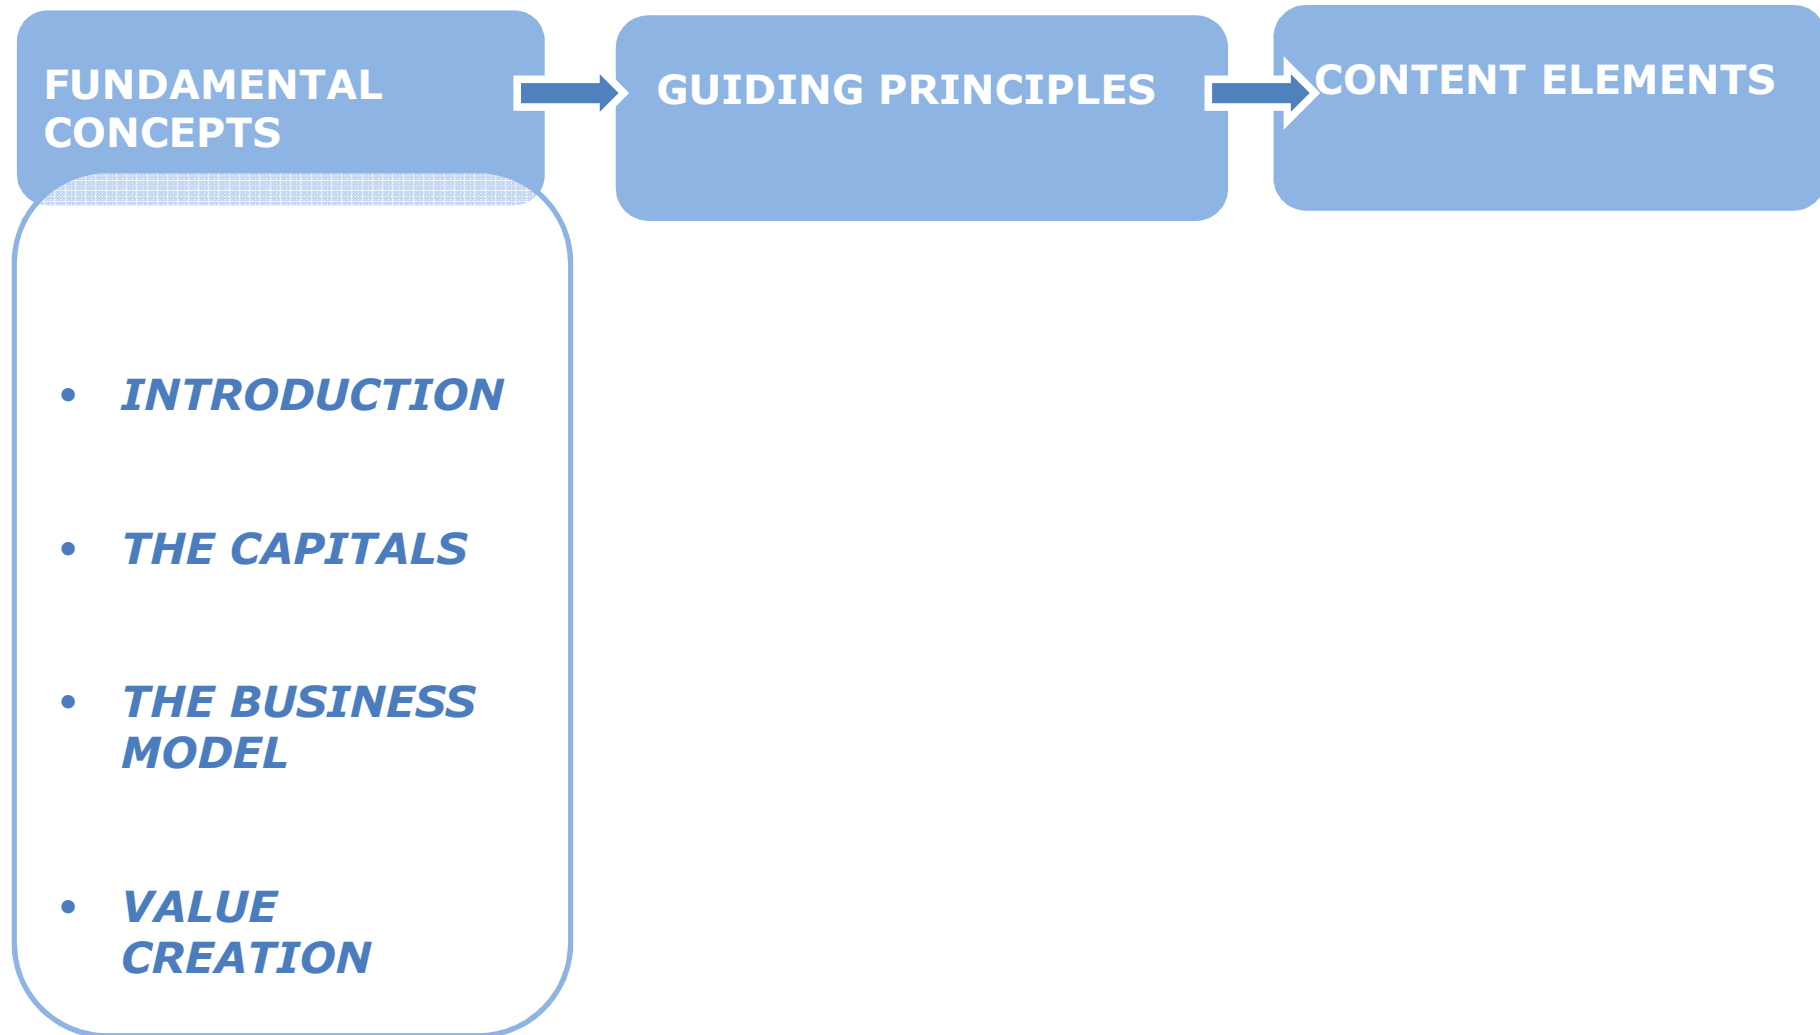 FUNDAMENTAL
CONCEPTS
GUIDING PRINCIPLES
CONTENT ELEMENTS
• INTRODUCTION
• THE CAPITALS
• THE BUSINESS
MODEL
• VALUE
CREATION